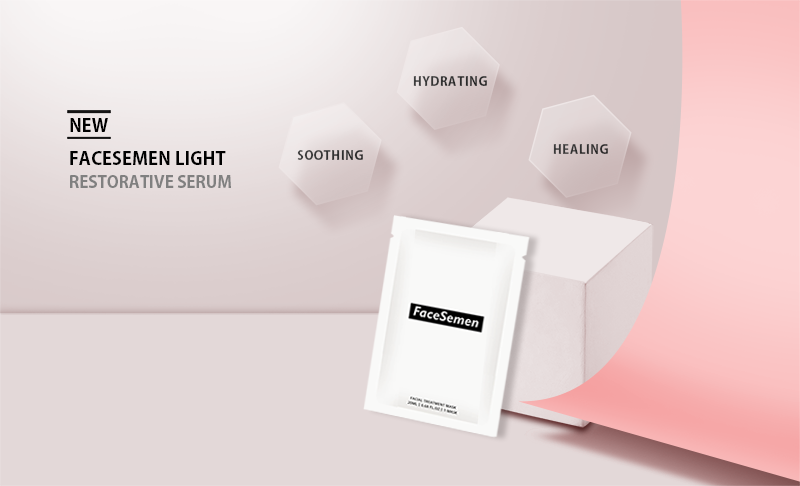 NEW
FACESEMEN LIGHT
RESTORATIVE SERUM
SOOTHING
HYDRATING
HEALING
FaceSemen
FACIAL TREATMENT MASK